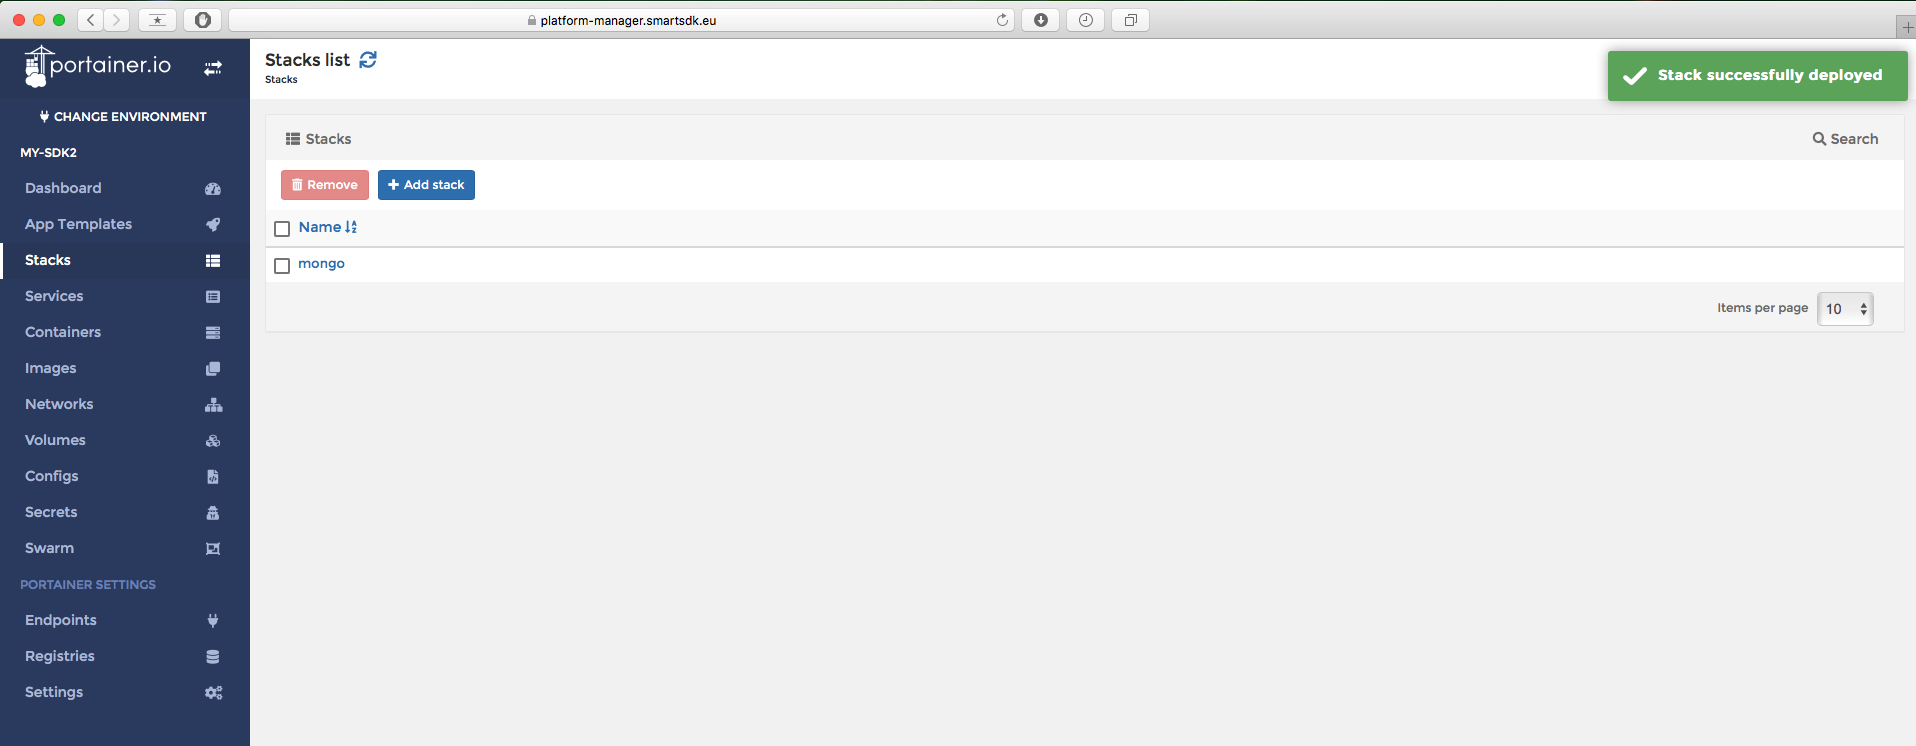 platform-manager.smartsdk.eu
portainer.io
CHANGE ENVIRONMENT
MY-SDK2
Dashboard
App Templates
Stacks
Services
Containers
Images
Networks
Volumes
Configs
Secrets
Swarm
PORTAINER SETTINGS
Endpoints
Registries
Settings
Stacks list
Stacks
Stack successfully deployed
Stacks
Search
Remove
Add stack
Name
mongo
Items per page 10